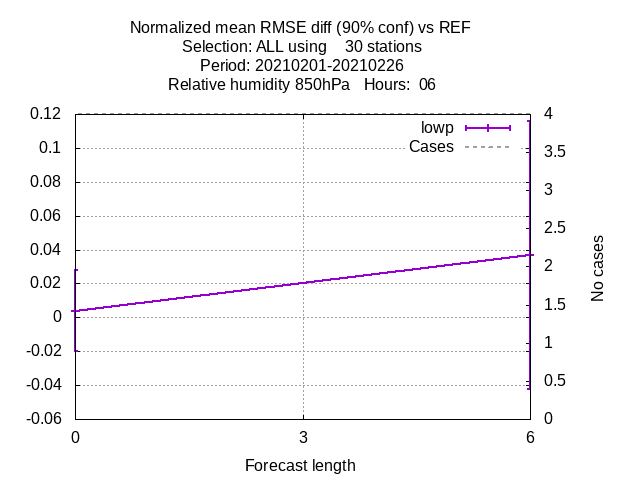 Normalized mean RMSE diff (90% conf) vs REF
Selection: ALL using    30 stations
Period: 20210201-20210226
Relative humidity 850hPa   Hours:  06
0.12
0.1
0.08
0.06
0.04
0.02
0
-0.02
-0.04
-0.06
lowp
Cases
4
3.5
3
2.5
2
1.5
1
0.5
0
No cases
0
3
6
Forecast length